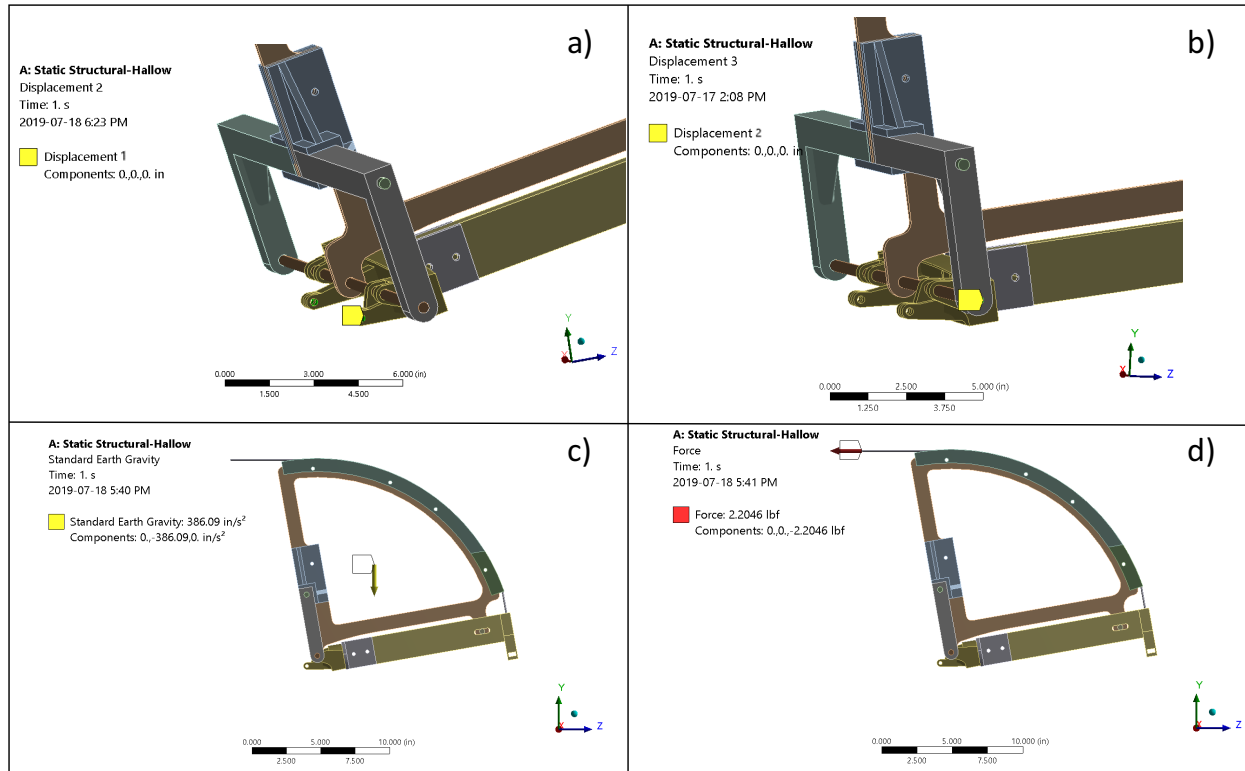 a)
A: Static Structural-Hallow
Displacement 2
Time: 1. s
2019-07-18 6:23 PM
Displacement 1
Components: 0.,0.,0. in
Y
X
Z
0.000
3.000
6.000 (in)
1.500
4.500
b)
A: Static Structural-Hallow
Displacement 3
Time: 1. s
2019-07-17 2:08 PM
Displacement 2
Components: 0.,0.,0. in
Y
X
Z
0.000
2.500
5.000 (in)
1.250
3.750
c)
A: Static Structural-Hallow
Standard Earth Gravity
Time: 1. s
2019-07-18 5:40 PM
Standard Earth Gravity: 386.09 in/s²
Components: 0.,-386.09,0. in/s²
Y
X
Z
0.000
5.000
10.000 (in)
2.500
7.500
d)
A: Static Structural-Hallow
Force
Time: 1. s
2019-07-18 5:41 PM
Force: 2.2046 lbf
Components: 0.,0.,-2.2046 lbf
Y
X
Z
0.000
5.000
10.000 (in)
2.500
7.500